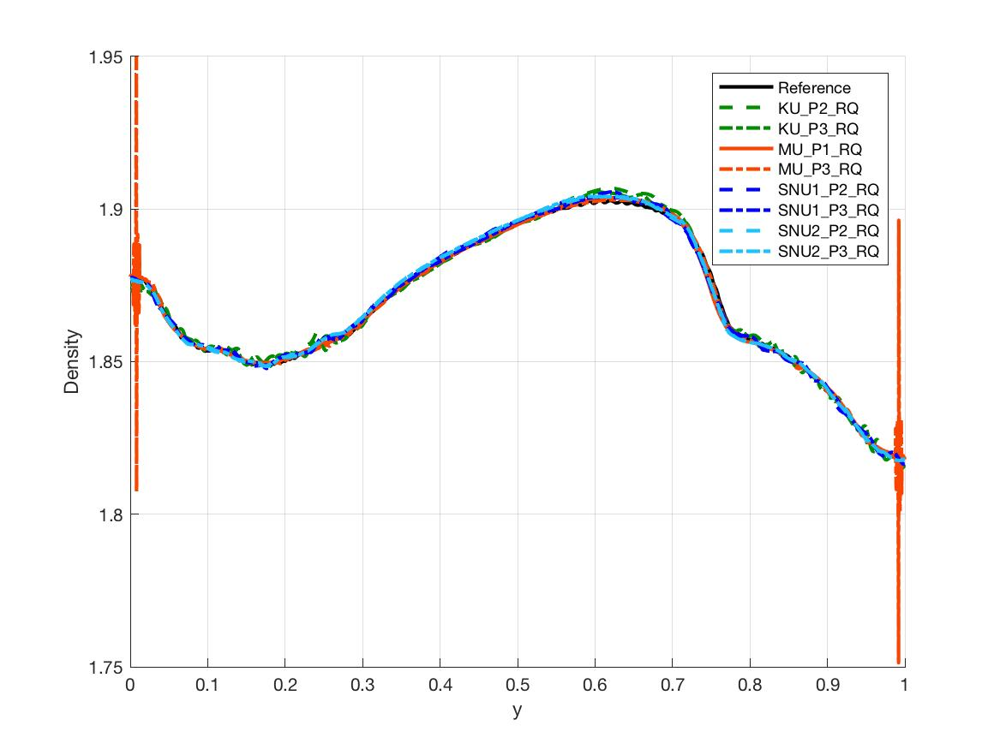 1.95
1.9
1.85
1.8
1.75
Density
0
0.1
0.2
0.3
0.4
0.5
0.6
0.7
0.8
0.9
1
y
Reference
KU_P2_RQ
KU_P3_RQ
MU_P1_RQ
MU_P3_RQ
SNU1_P2_RQ
SNU1_P3_RQ
SNU2_P2_RQ
SNU2_P3_RQ